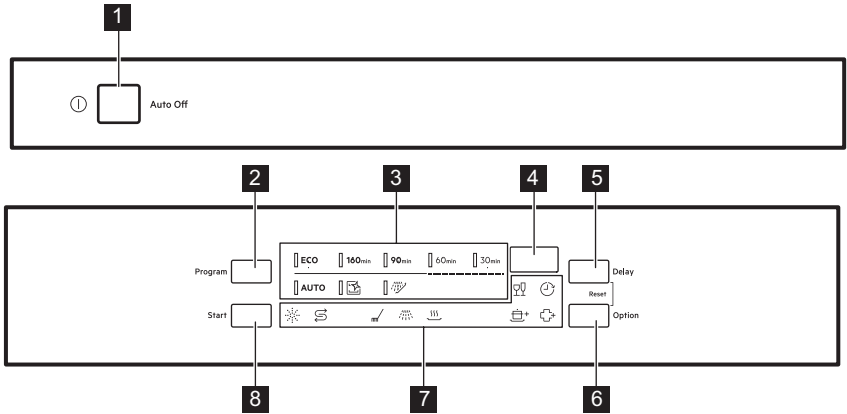 1
Auto Off
2
3
4
5
ECO 160min 90min 60min 30min
Program
Delay
AUTO
Reset
Start
Option
8
7
6